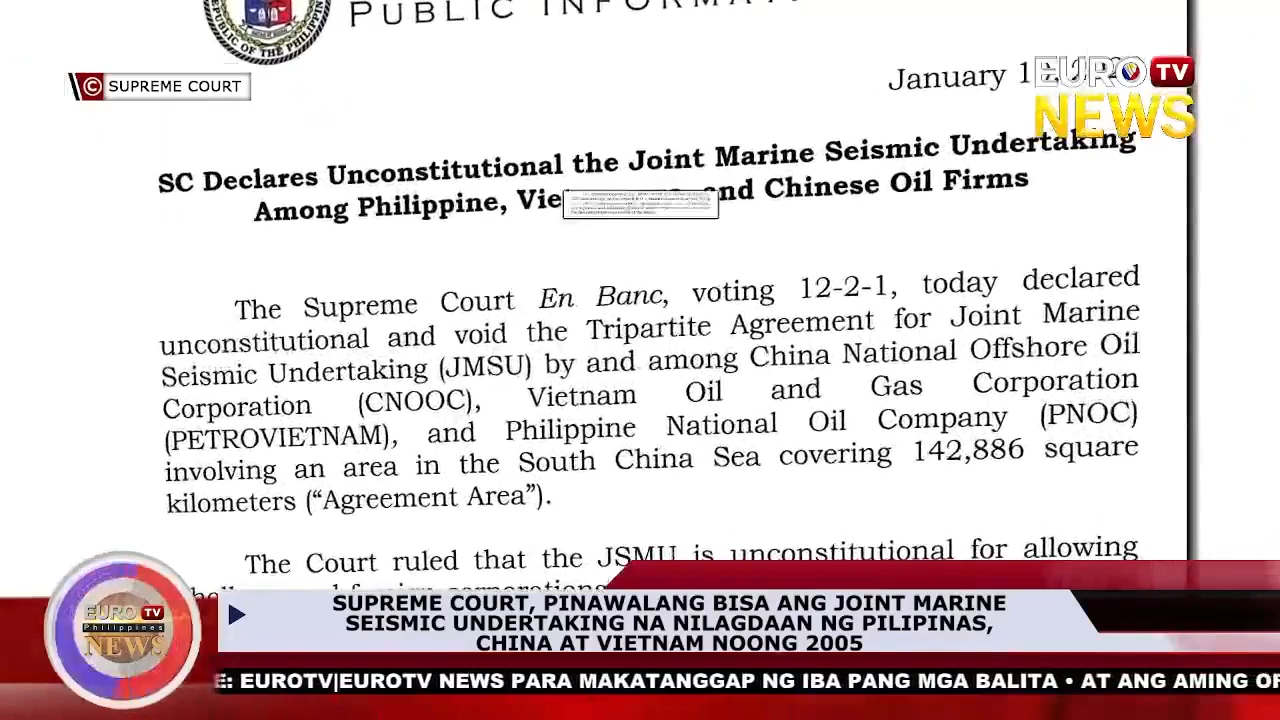 PUBLIC
REPUBLIC OF THE PHILIPPINES
SUPREME COURT
January
EURO TV
NEWS
SC Declares Unconstitutional the Joint Marine Seismic Undertaking
Among Philippine, and Chinese Oil Firms
The Supreme Court En Banc, voting 12-2-1, today declared
unconstitutional and void the Tripartite Agreement for Joint Marine
Seismic Undertaking (JMSU) by and among China National Offshore Oil
Corporation (CNOOC), Vietnam Oil and Gas Corporation
(PETROVIETNAM), and Philippine National Oil Company (PNOC)
involving an area in the South China Sea covering 142,886 square
kilometers (“Agreement Area”).
The Court ruled that the JSMU is unconstitutional for allowing
EURO TV
Philippines
NEWS
SUPREME COURT, PINAWALANG BISA ANG JOINT MARINE
SEISMIC UNDERTAKING NA NILAGDAAN NG PILIPINAS,
CHINA AT VIETNAM NOONG 2005
E: EUROTV|EUROTV NEWS PARA MAKATANGGAP NG IBA PANG MGA BALITA • AT ANG AMING